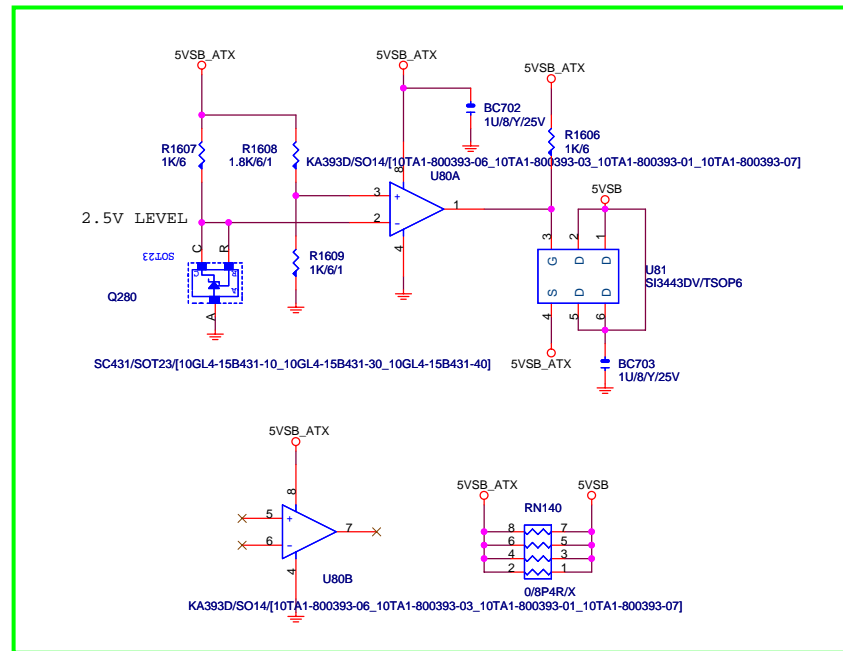 5VSB_ATX
5VSB_ATX
5VSB_ATX
BC702
1U/8/Y/25V
R1607
1K/6
R1608
1.8K/6/1
R1606
1K/6
KA393D/SO14/[10TA1-800393-06_10TA1-800393-03_10TA1-800393-01_10TA1-800393-07]
U80A
8
5VSB
3
+
2
-
1
4
2.5V LEVEL
3
2
1
G
D
D
S
D
D
4
5
6
U81
SI3443DV/TSOP6
R1609
1K/6/1
C
R
SOT23
C
R
A
Q280
A
5VSB_ATX
BC703
1U/8/Y/25V
SC431/SOT23/[10GL4-15B431-10_10GL4-15B431-30_10GL4-15B431-40]
5VSB_ATX
8
5
+
6
-
7
4
U80B
5VSB_ATX
5VSB
RN140
8
7
6
5
4
3
2
1
0/8P4R/X
KA393D/SO14/[10TA1-800393-06_10TA1-800393-03_10TA1-800393-01_10TA1-800393-07]